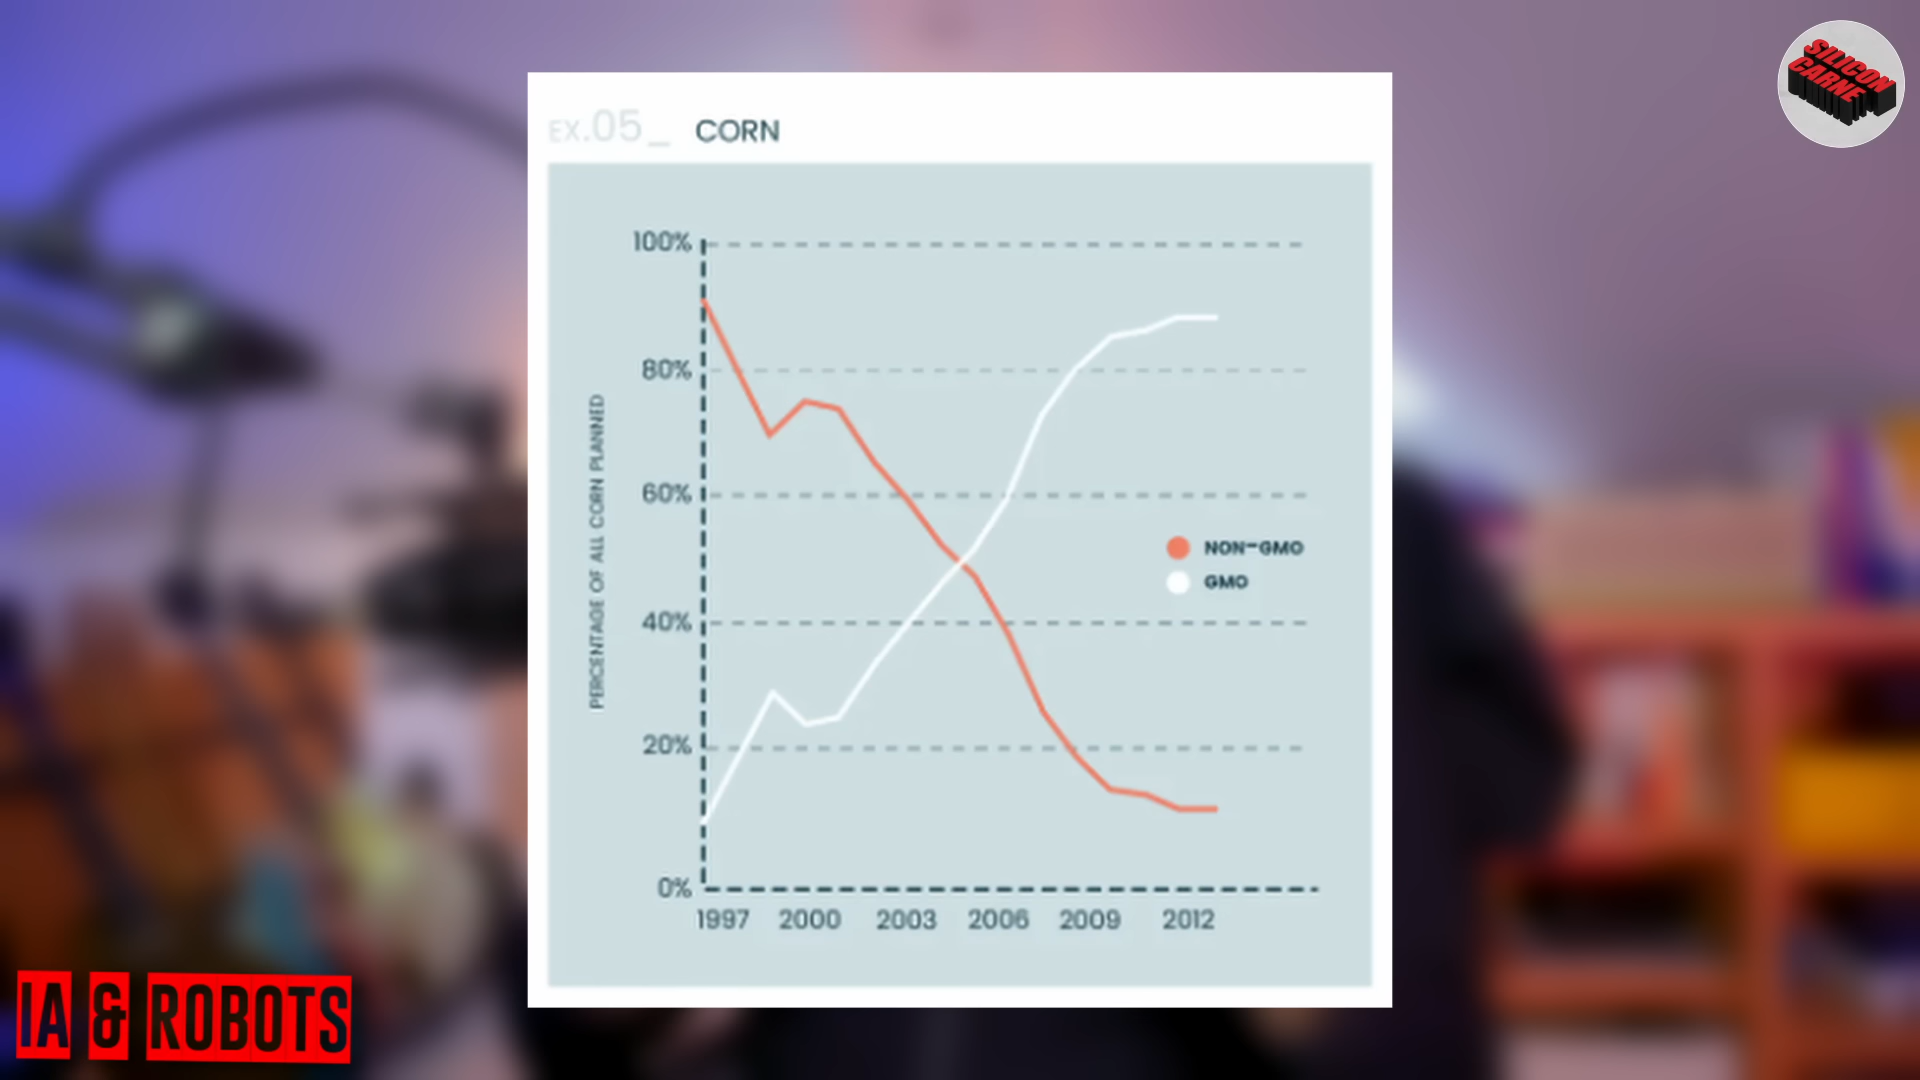 SILICON
CARNE
EX.05_ CORN
100%
80%
60%
40%
20%
0%
PERCENTAGE OF ALL CORN PLANNED
NON-GMO
GMO
1997 2000 2003 2006 2009 2012
IA & ROBOTS